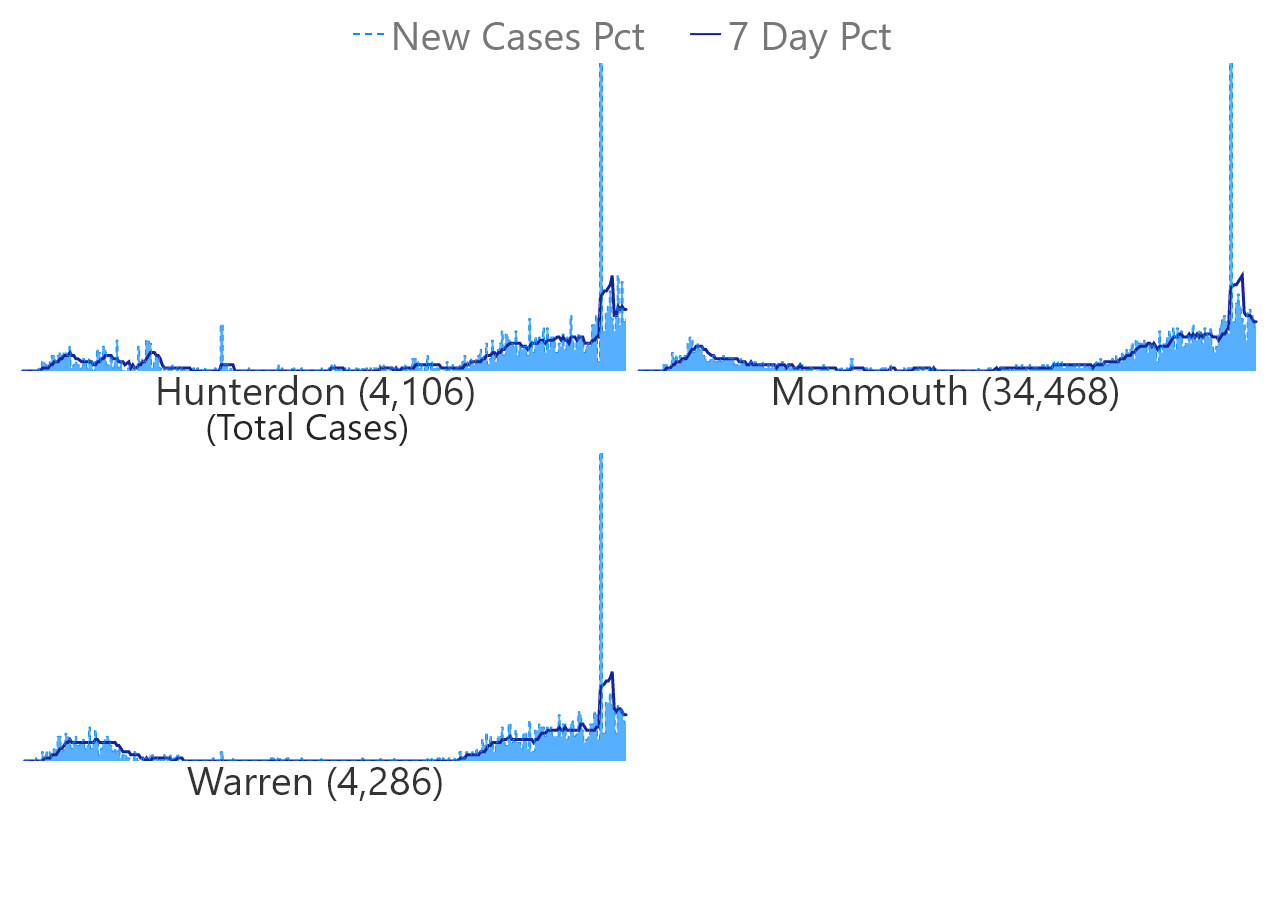 New Cases Pct 7 Day Pct
Hunterdon (4,106)
(Total Cases)
Monmouth (34,468)
Warren (4,286)